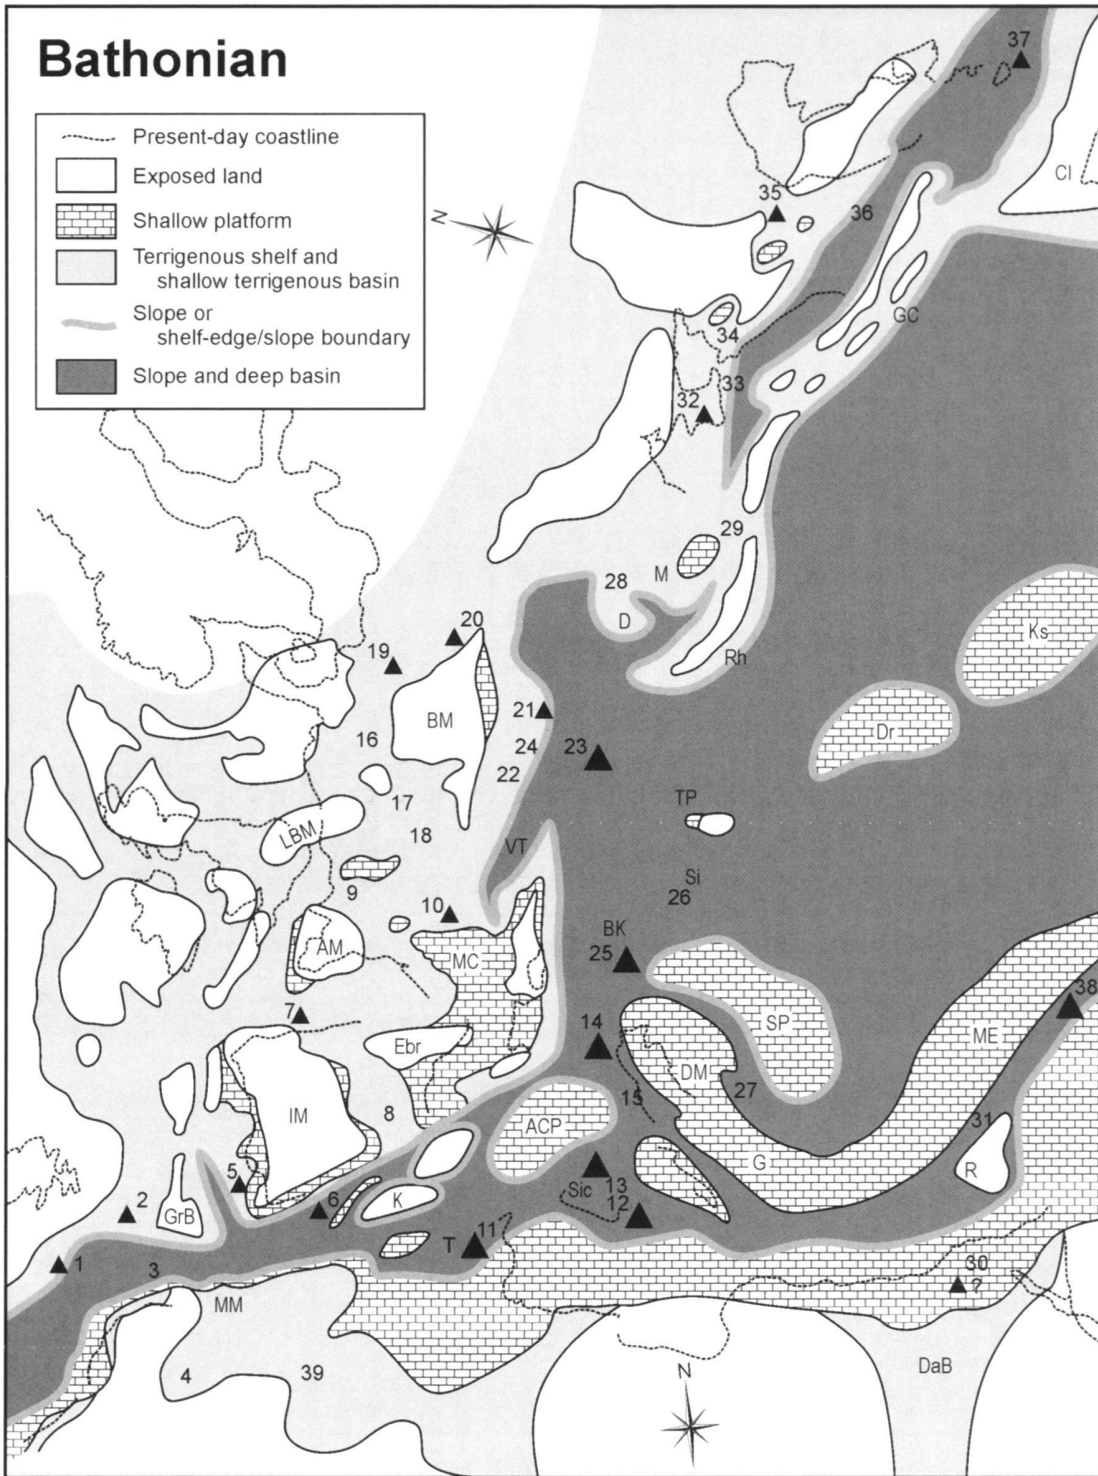 Bathonian
Present-day coastline
Exposed land
Shallow platform
Terrigenous shelf and
shallow terrigenous basin
Slope or
shelf-edge/slope boundary
Slope and deep basin
37
CI
N
35
36
GC
34
33
32
29
M
28
D
Rh
Ks
20
19
BM
21
16
24
23
22
Dr
17
TP
LBM
18
VT
9
Si
26
10
BK
AM
MC
25
38
7
14
SP
ME
Ebr
DM
27
IM
8
15
ACP
31
G
R
5
13
Sic
2
6
K
12
GrB
T
11
1
3
30
?
MM
N
4
39
DaB